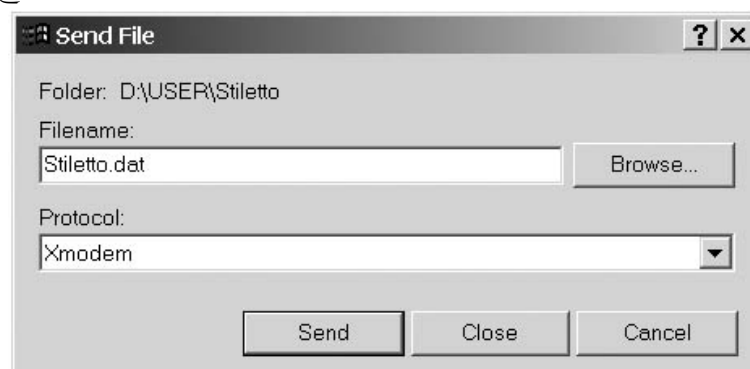 Send File
? ×
Folder: D:\USER\Stiletto
Filename:
Stiletto.dat
Browse...
Protocol:
Xmodem
Send Close Cancel